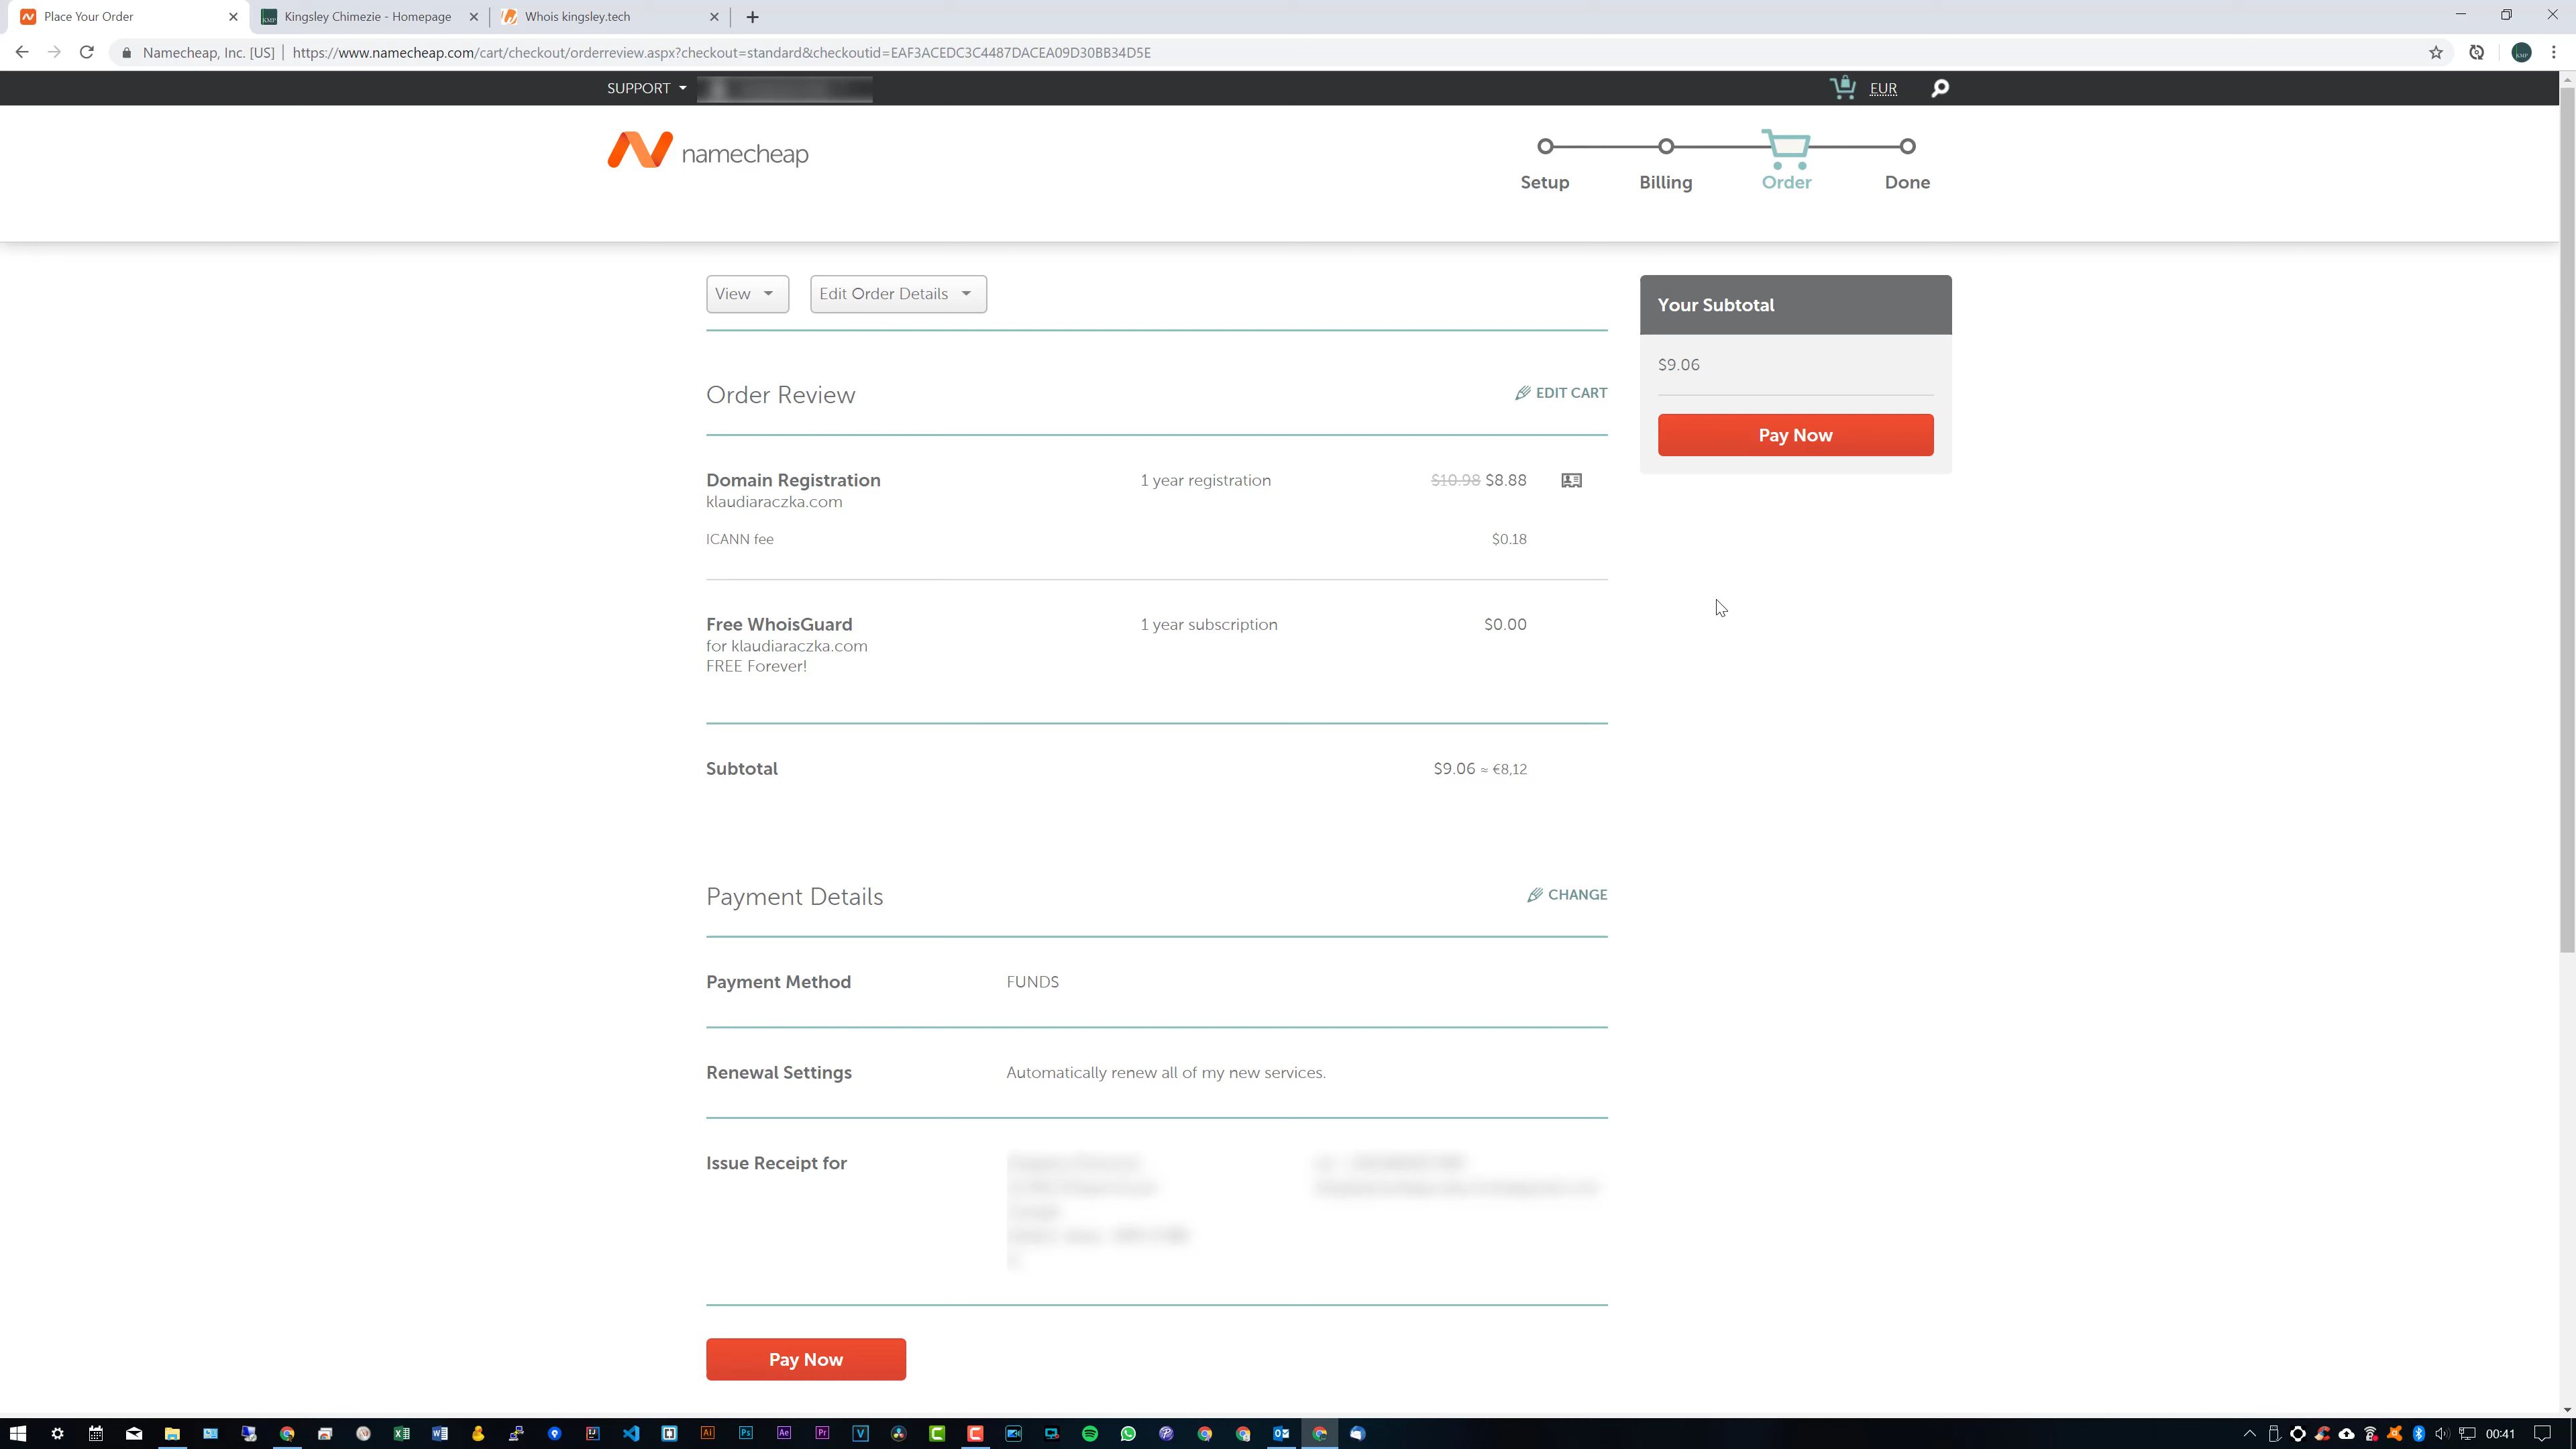 Place Your Order
Kingsley Chimezie - Homepage
Whois kingsley.tech
Namecheap, Inc. [US] | https://www.namecheap.com/cart/checkout/orderreview.aspx?checkout=standard&checkoutid=EAF3ACEDC3C4487DACEA09D30BB34D5E
SUPPORT
EUR
namecheap
Setup
Billing
Order
Done
View
Edit Order Details
Your Subtotal
$9.06
Pay Now
Order Review
EDIT CART
Domain Registration
1 year registration
$10.98 $8.88
klaudiaraczka.com
ICANN fee
$0.18
Free WhoisGuard
1 year subscription
$0.00
for klaudiaraczka.com
FREE Forever!
Subtotal
$9.06 ≈ €8,12
Payment Details
CHANGE
Payment Method
FUNDS
Renewal Settings
Automatically renew all of my new services.
Issue Receipt for
Pay Now
00:41